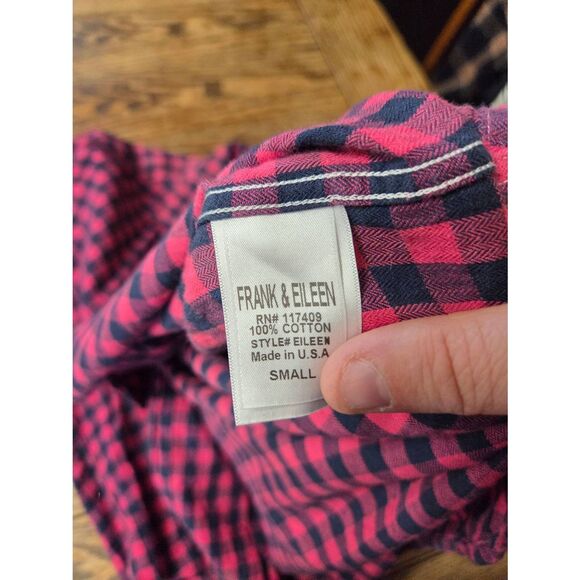 FRANK & EILEEN
RN# 117409
100% COTTON
STYLE# EILEEN
Made in U.S.A
SMALL